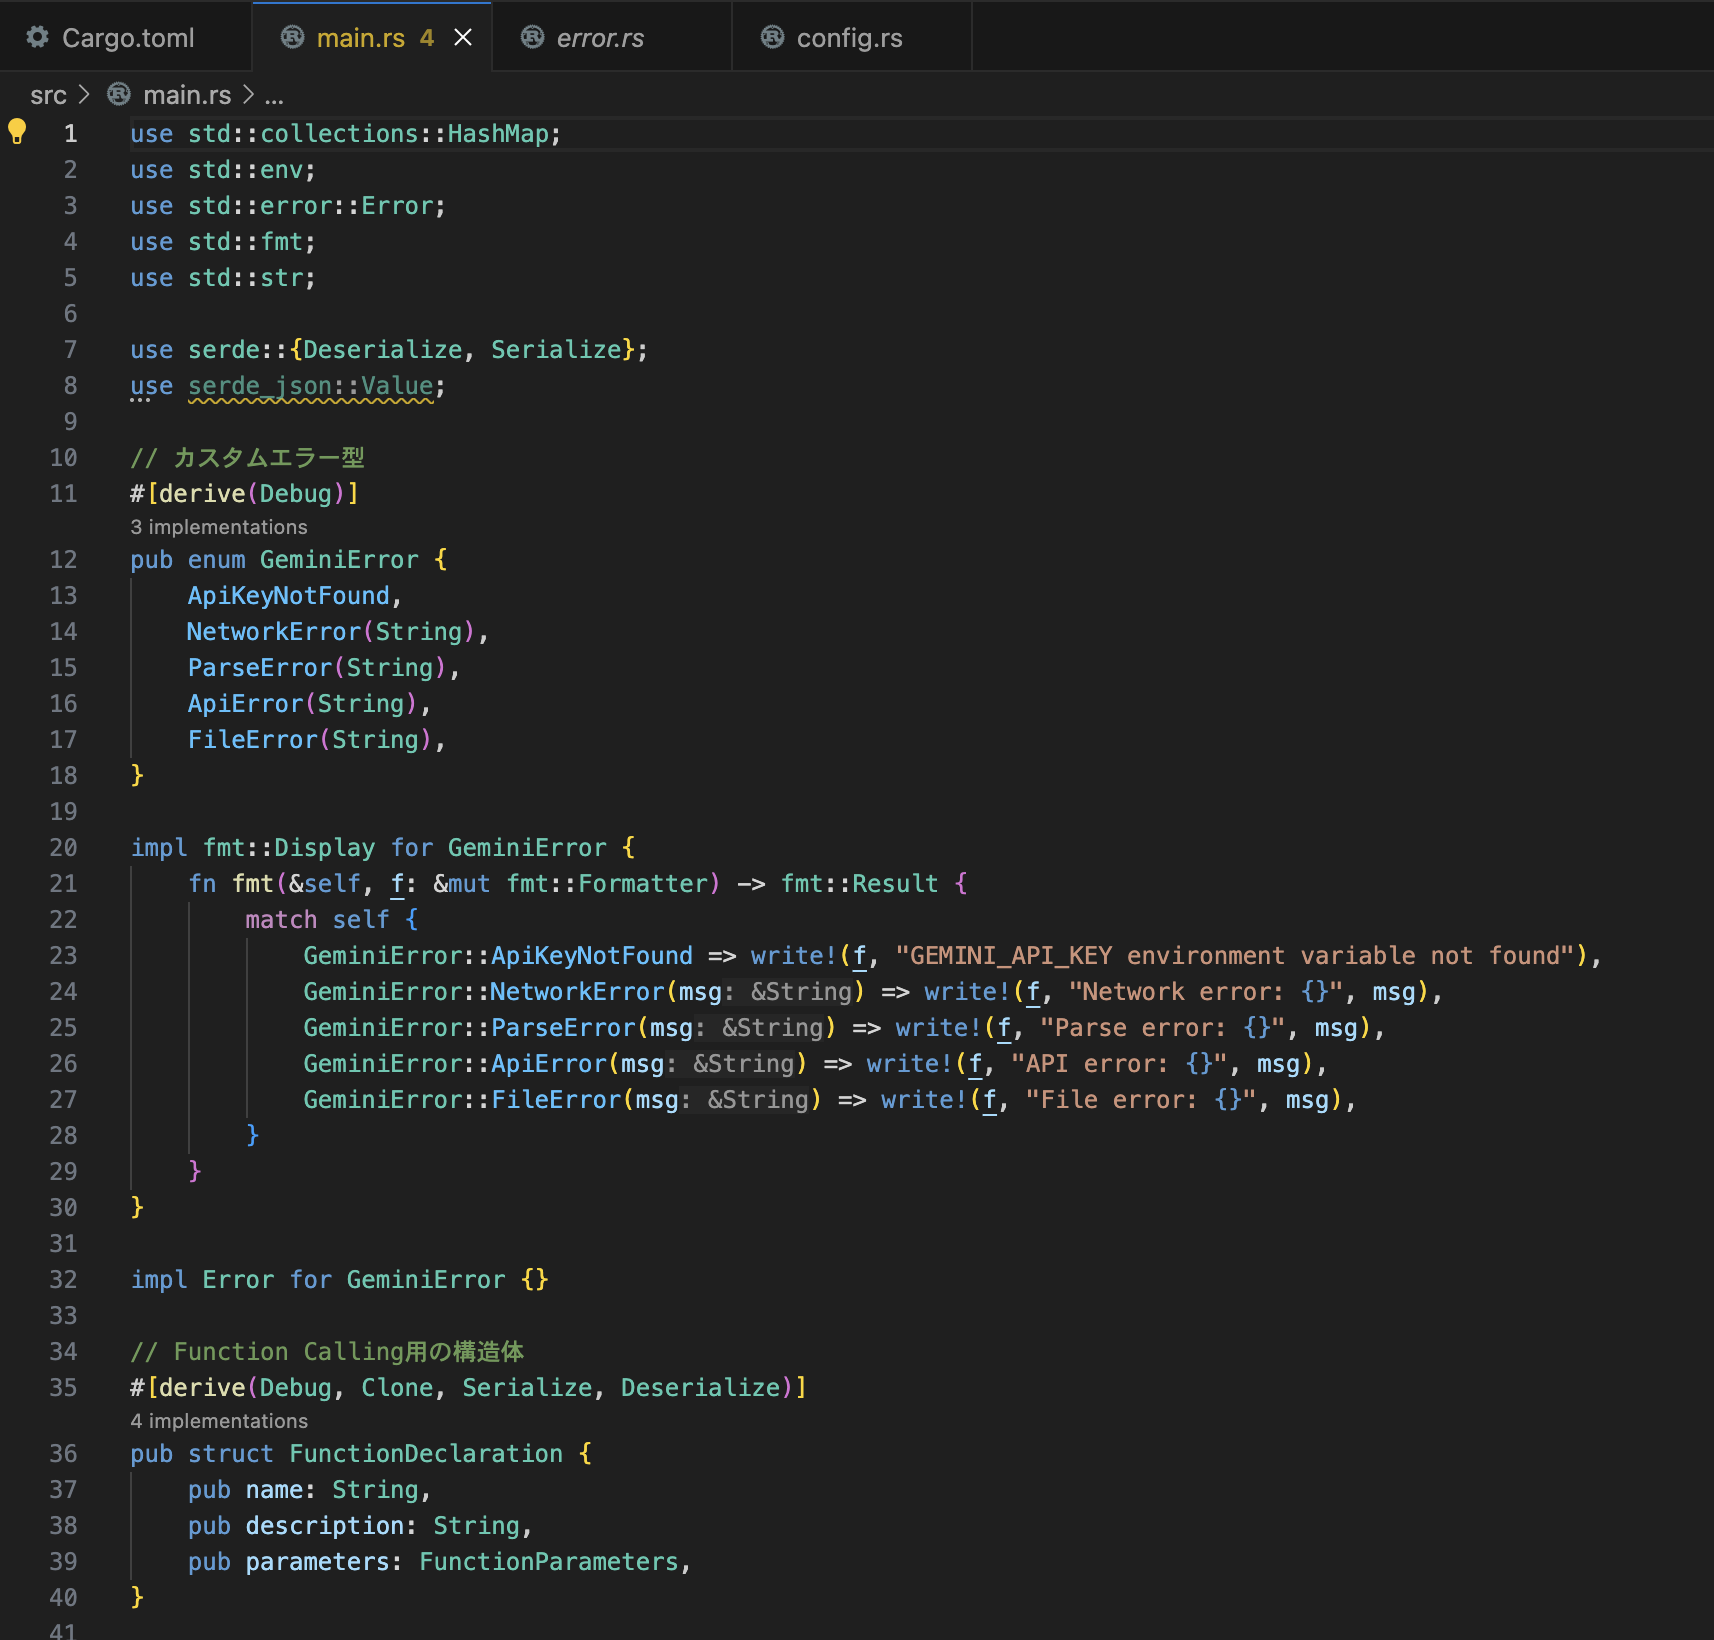 Cargo.toml
main.rs 4
error.rs
config.rs
src > main.rs > ...
1 use std::collections::HashMap;
2 use std::env;
3 use std::error::Error;
4 use std::fmt;
5 use std::str;
6
7 use serde::{Deserialize, Serialize};
8 use serde_json::Value;
9
10 // カスタムエラー型
11 #[derive(Debug)]
3 implementations
12 pub enum GeminiError {
13     ApiKeyNotFound,
14     NetworkError(String),
15     ParseError(String),
16     ApiError(String),
17     FileError(String),
18 }
19
20 impl fmt::Display for GeminiError {
21     fn fmt(&self, f: &mut fmt::Formatter) -> fmt::Result {
22         match self {
23             GeminiError::ApiKeyNotFound => write!(f, "GEMINI_API_KEY environment variable not found"),
24             GeminiError::NetworkError(msg: &String) => write!(f, "Network error: {}", msg),
25             GeminiError::ParseError(msg: &String) => write!(f, "Parse error: {}", msg),
26             GeminiError::ApiError(msg: &String) => write!(f, "API error: {}", msg),
27             GeminiError::FileError(msg: &String) => write!(f, "File error: {}", msg),
28         }
29     }
30 }
31
32 impl Error for GeminiError {}
33
34 // Function Calling用の構造体
35 #[derive(Debug, Clone, Serialize, Deserialize)]
4 implementations
36 pub struct FunctionDeclaration {
37     pub name: String,
38     pub description: String,
39     pub parameters: FunctionParameters,
40 }
41